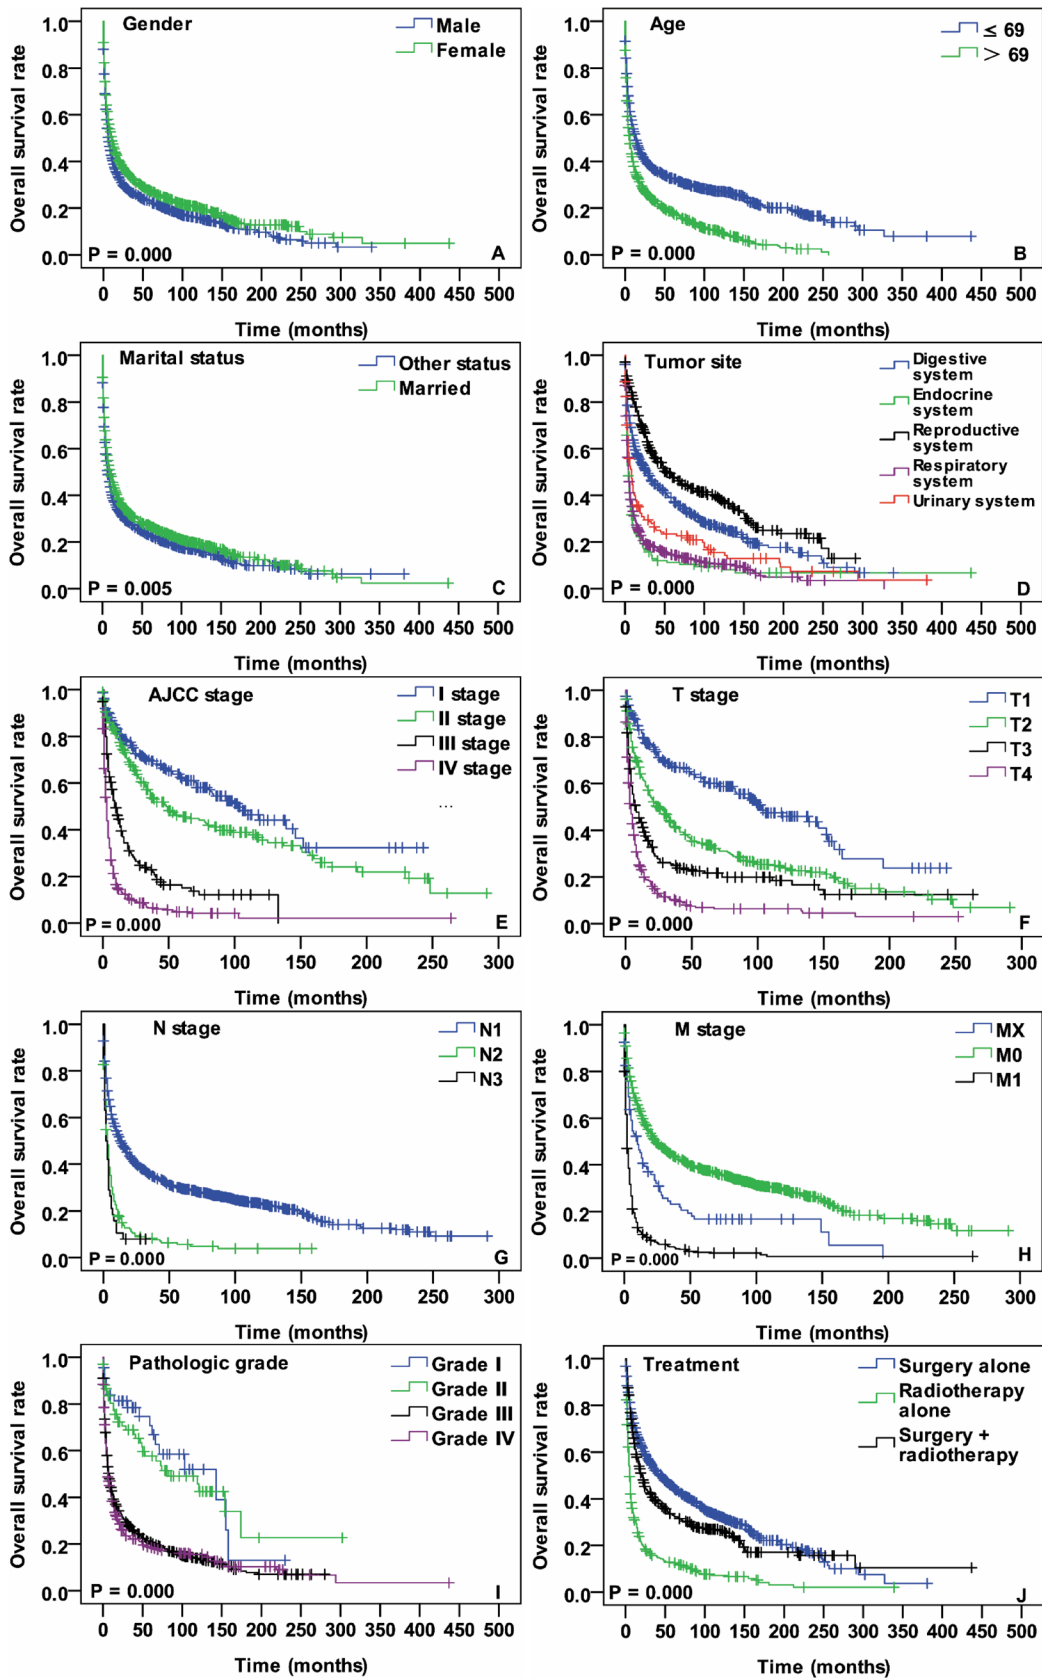 Gender
Male
Female
Overall survival rate
1.0
0.8
0.6
0.4
0.2
0.0
P = 0.000
A
0 50 100 150 200 250 300 350 400 450 500
Time (months)
Age
≤ 69
> 69
Overall survival rate
1.0
0.8
0.6
0.4
0.2
0.0
P = 0.000
B
0 50 100 150 200 250 300 350 400 450 500
Time (months)
Marital status
Other status
Married
Overall survival rate
1.0
0.8
0.6
0.4
0.2
0.0
P = 0.005
C
0 50 100 150 200 250 300 350 400 450 500
Time (months)
Tumor site
Digestive
system
Endocrine
system
Reproductive
system
Respiratory
system
Urinary system
Overall survival rate
1.0
0.8
0.6
0.4
0.2
0.0
P = 0.000
D
0 50 100 150 200 250 300 350 400 450 500
Time (months)
AJCC stage
I stage
II stage
III stage
IV stage
...
Overall survival rate
1.0
0.8
0.6
0.4
0.2
0.0
P = 0.000
E
0 50 100 150 200 250 300
Time (months)
T stage
T1
T2
T3
T4
Overall survival rate
1.0
0.8
0.6
0.4
0.2
0.0
P = 0.000
F
0 50 100 150 200 250 300
Time (months)
N stage
N1
N2
N3
Overall survival rate
1.0
0.8
0.6
0.4
0.2
0.0
P = 0.000
G
0 50 100 150 200 250 300
Time (months)
M stage
MX
M0
M1
Overall survival rate
1.0
0.8
0.6
0.4
0.2
0.0
P = 0.000
H
0 50 100 150 200 250 300
Time (months)
Pathologic grade
Grade I
Grade II
Grade III
Grade IV
Overall survival rate
1.0
0.8
0.6
0.4
0.2
0.0
P = 0.000
I
0 50 100 150 200 250 300 350 400 450 500
Time (months)
Treatment
Surgery alone
Radiotherapy
alone
Surgery +
radiotherapy
Overall survival rate
1.0
0.8
0.6
0.4
0.2
0.0
P = 0.000
J
0 50 100 150 200 250 300 350 400 450 500
Time (months)